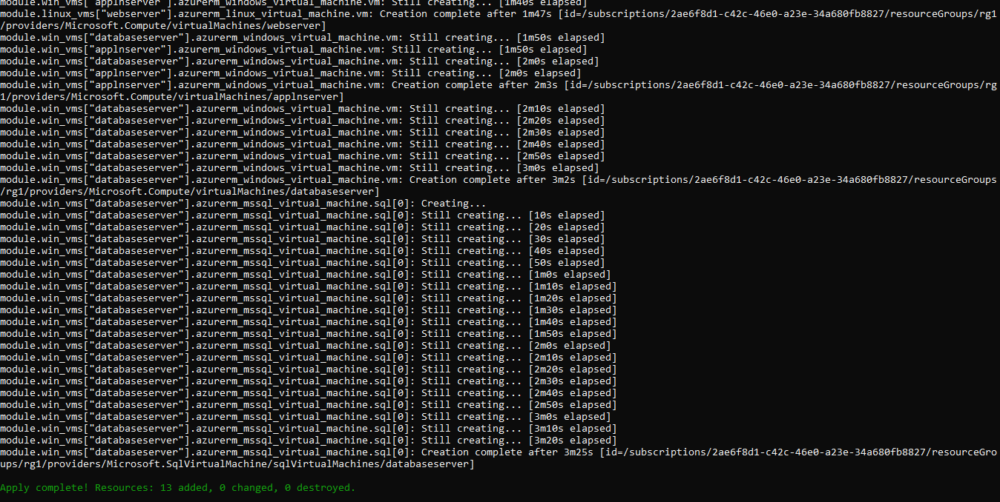 module.win_vms["applnserver"].azurerm_windows_virtual_machine.vm: Still creating... [1m40s elapsed]
module.linux_vms["webserver"].azurerm_linux_virtual_machine.vm: Creation complete after 1m47s [id=/subscriptions/2ae6f8d1-c42c-46e0-a23e-34a680fb8827/resourceGroups/rg1
/providers/Microsoft.Compute/virtualMachines/webserver]
module.win_vms["databaseserver"].azurerm_windows_virtual_machine.vm: Still creating... [1m50s elapsed]
module.win_vms["applnserver"].azurerm_windows_virtual_machine.vm: Still creating... [1m50s elapsed]
module.win_vms["databaseserver"].azurerm_windows_virtual_machine.vm: Still creating... [2m0s elapsed]
module.win_vms["applnserver"].azurerm_windows_virtual_machine.vm: Still creating... [2m0s elapsed]
module.win_vms["applnserver"].azurerm_windows_virtual_machine.vm: Creation complete after 2m3s [id=/subscriptions/2ae6f8d1-c42c-46e0-a23e-34a680fb8827/resourceGroups/rg
1/providers/Microsoft.Compute/virtualMachines/applnserver]
module.win_vms["databaseserver"].azurerm_windows_virtual_machine.vm: Still creating... [2m10s elapsed]
module.win_vms["databaseserver"].azurerm_windows_virtual_machine.vm: Still creating... [2m20s elapsed]
module.win_vms["databaseserver"].azurerm_windows_virtual_machine.vm: Still creating... [2m30s elapsed]
module.win_vms["databaseserver"].azurerm_windows_virtual_machine.vm: Still creating... [2m40s elapsed]
module.win_vms["databaseserver"].azurerm_windows_virtual_machine.vm: Still creating... [2m50s elapsed]
module.win_vms["databaseserver"].azurerm_windows_virtual_machine.vm: Still creating... [3m0s elapsed]
module.win_vms["databaseserver"].azurerm_windows_virtual_machine.vm: Creation complete after 3m2s [id=/subscriptions/2ae6f8d1-c42c-46e0-a23e-34a680fb8827/resourceGroups
/rg1/providers/Microsoft.Compute/virtualMachines/databaseserver]
module.win_vms["databaseserver"].azurerm_mssql_virtual_machine.sql[0]: Creating...
module.win_vms["databaseserver"].azurerm_mssql_virtual_machine.sql[0]: Still creating... [10s elapsed]
module.win_vms["databaseserver"].azurerm_mssql_virtual_machine.sql[0]: Still creating... [20s elapsed]
module.win_vms["databaseserver"].azurerm_mssql_virtual_machine.sql[0]: Still creating... [30s elapsed]
module.win_vms["databaseserver"].azurerm_mssql_virtual_machine.sql[0]: Still creating... [40s elapsed]
module.win_vms["databaseserver"].azurerm_mssql_virtual_machine.sql[0]: Still creating... [50s elapsed]
module.win_vms["databaseserver"].azurerm_mssql_virtual_machine.sql[0]: Still creating... [1m0s elapsed]
module.win_vms["databaseserver"].azurerm_mssql_virtual_machine.sql[0]: Still creating... [1m10s elapsed]
module.win_vms["databaseserver"].azurerm_mssql_virtual_machine.sql[0]: Still creating... [1m20s elapsed]
module.win_vms["databaseserver"].azurerm_mssql_virtual_machine.sql[0]: Still creating... [1m30s elapsed]
module.win_vms["databaseserver"].azurerm_mssql_virtual_machine.sql[0]: Still creating... [1m40s elapsed]
module.win_vms["databaseserver"].azurerm_mssql_virtual_machine.sql[0]: Still creating... [1m50s elapsed]
module.win_vms["databaseserver"].azurerm_mssql_virtual_machine.sql[0]: Still creating... [2m0s elapsed]
module.win_vms["databaseserver"].azurerm_mssql_virtual_machine.sql[0]: Still creating... [2m10s elapsed]
module.win_vms["databaseserver"].azurerm_mssql_virtual_machine.sql[0]: Still creating... [2m20s elapsed]
module.win_vms["databaseserver"].azurerm_mssql_virtual_machine.sql[0]: Still creating... [2m30s elapsed]
module.win_vms["databaseserver"].azurerm_mssql_virtual_machine.sql[0]: Still creating... [2m40s elapsed]
module.win_vms["databaseserver"].azurerm_mssql_virtual_machine.sql[0]: Still creating... [2m50s elapsed]
module.win_vms["databaseserver"].azurerm_mssql_virtual_machine.sql[0]: Still creating... [3m0s elapsed]
module.win_vms["databaseserver"].azurerm_mssql_virtual_machine.sql[0]: Still creating... [3m10s elapsed]
module.win_vms["databaseserver"].azurerm_mssql_virtual_machine.sql[0]: Still creating... [3m20s elapsed]
module.win_vms["databaseserver"].azurerm_mssql_virtual_machine.sql[0]: Creation complete after 3m25s [id=/subscriptions/2ae6f8d1-c42c-46e0-a23e-34a680fb8827/resourceGro
ups/rg1/providers/Microsoft.SqlVirtualMachine/sqlVirtualMachines/databaseserver]
Apply complete! Resources: 13 added, 0 changed, 0 destroyed.